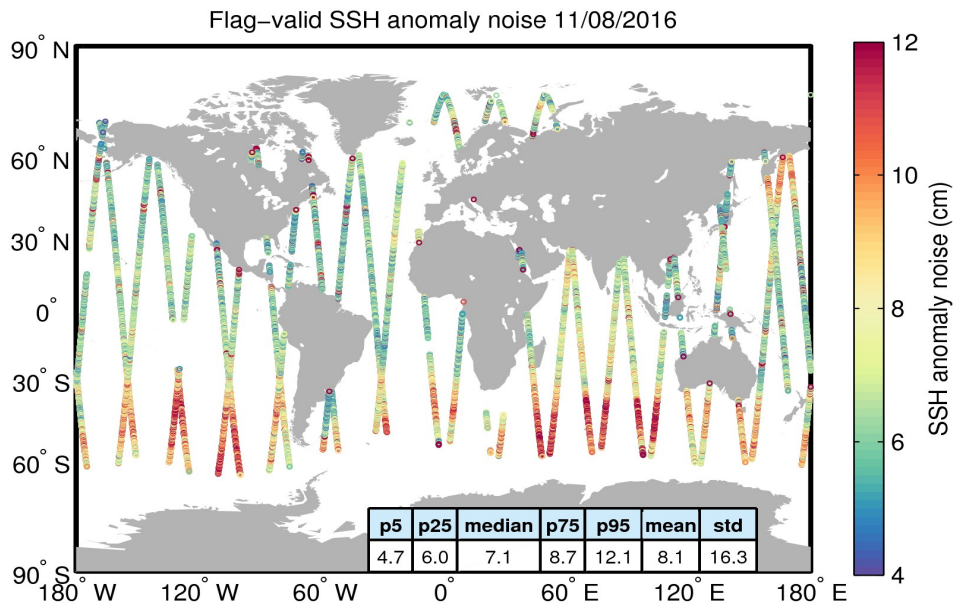 Flag−valid SSH anomaly noise 11/08/2016
90° N
60° N
30° N
0°
30° S
60° S
90° S
180° W
120° W
60° W
0°
60° E
120° E
180° E
p5 p25 median p75 p95 mean std
4.7 6.0 7.1 8.7 12.1 8.1 16.3
12
10
8
6
4
SSH anomaly noise (cm)